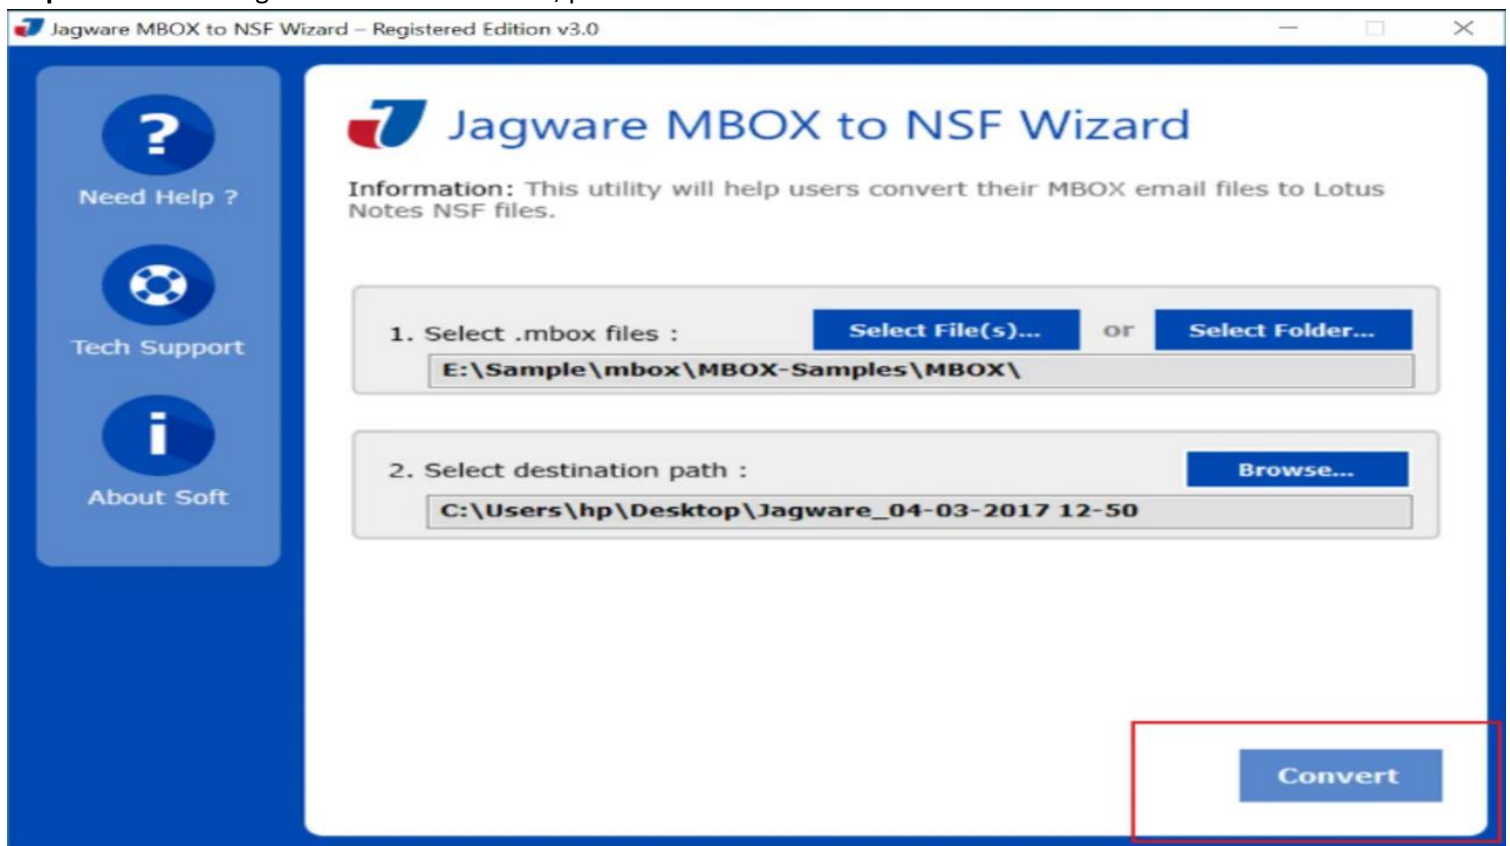 Jagware MBOX to NSF Wizard – Registered Edition v3.0
?
Need Help ?
Tech Support
i
About Soft
Jagware MBOX to NSF Wizard
Information: This utility will help users convert their MBOX email files to Lotus
Notes NSF files.
1. Select .mbox files : Select File(s)... or Select Folder...
E:\Sample\mbox\MBOX-Samples\MBOX\
2. Select destination path : Browse...
C:\Users\hp\Desktop\Jagware_04-03-2017 12-50
Convert